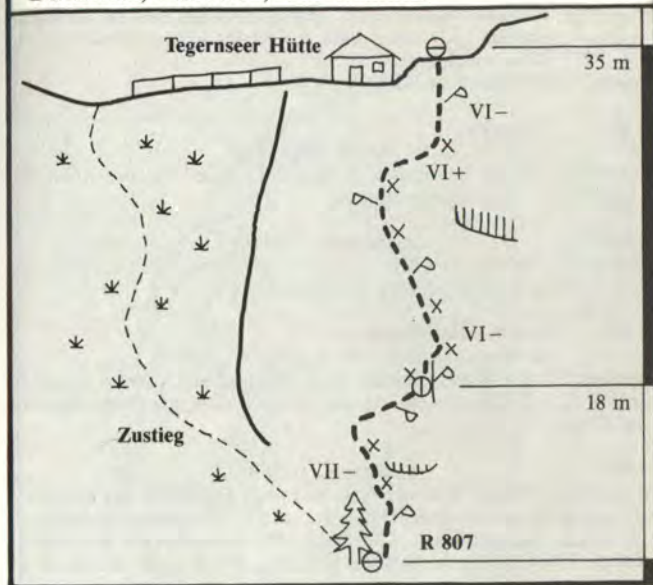 Tegernseer Hütte
35 m
VI–
VI+
VI–
18 m
Zustieg
VII–
R 807